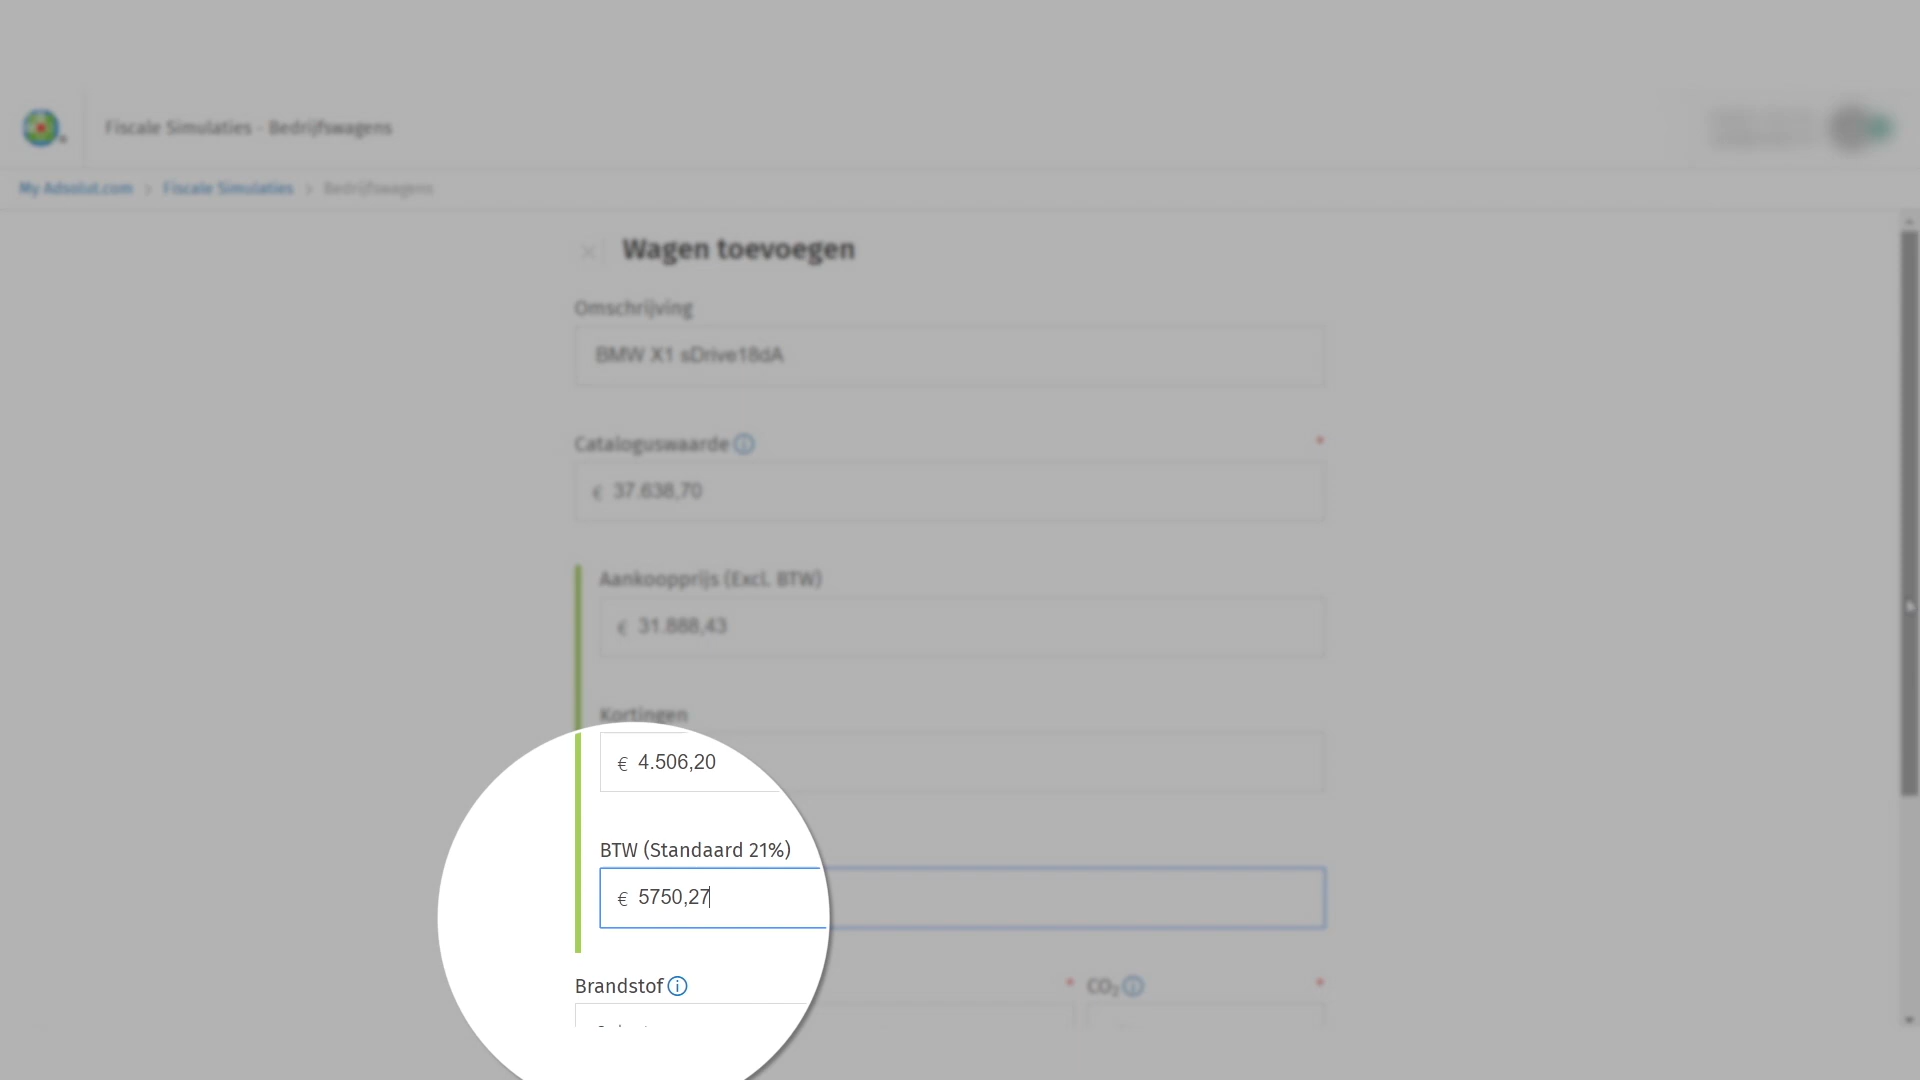 Fiscale Simulaties - Bedrijfswagens
My Adsolut.com > Fiscale Simulaties > Bedrijfswagens
Wagen toevoegen
Omschrijving
BMW X1 sDrive18dA
Cataloguswaarde *
€ 37.638,70
Aankoopprijs (Excl. BTW)
€ 31.888,43
Kortingen
€ 4.506,20
BTW (Standaard 21%)
€ 5750,27
Brandstof * CO₂ *